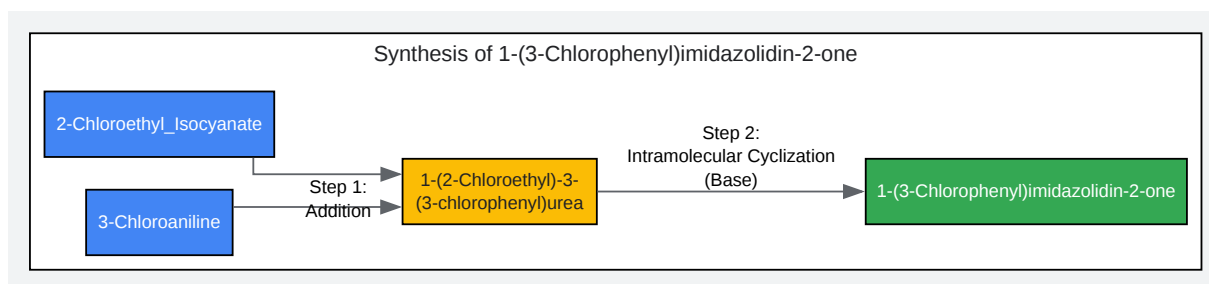 Synthesis of 1-(3-Chlorophenyl)imidazolidin-2-one
2-Chloroethyl_Isocyanate
3-Chloroaniline
Step 1:
Addition
1-(2-Chloroethyl)-3-
(3-chlorophenyl)urea
Step 2:
Intramolecular Cyclization
(Base)
1-(3-Chlorophenyl)imidazolidin-2-one